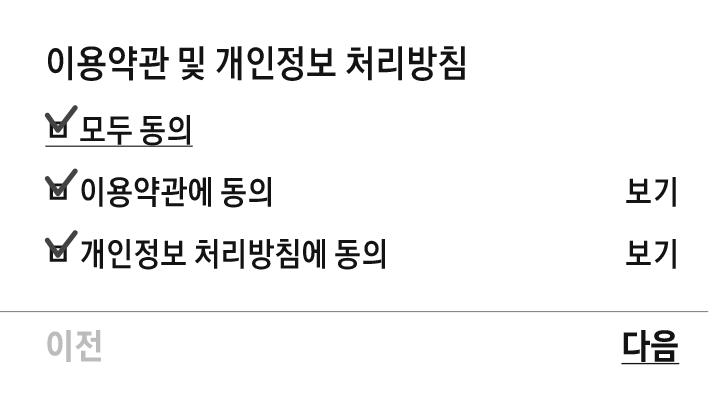 이용약관 및 개인정보 처리방침
모두 동의
이용약관에 동의 보기
개인정보 처리방침에 동의 보기
이전 다음